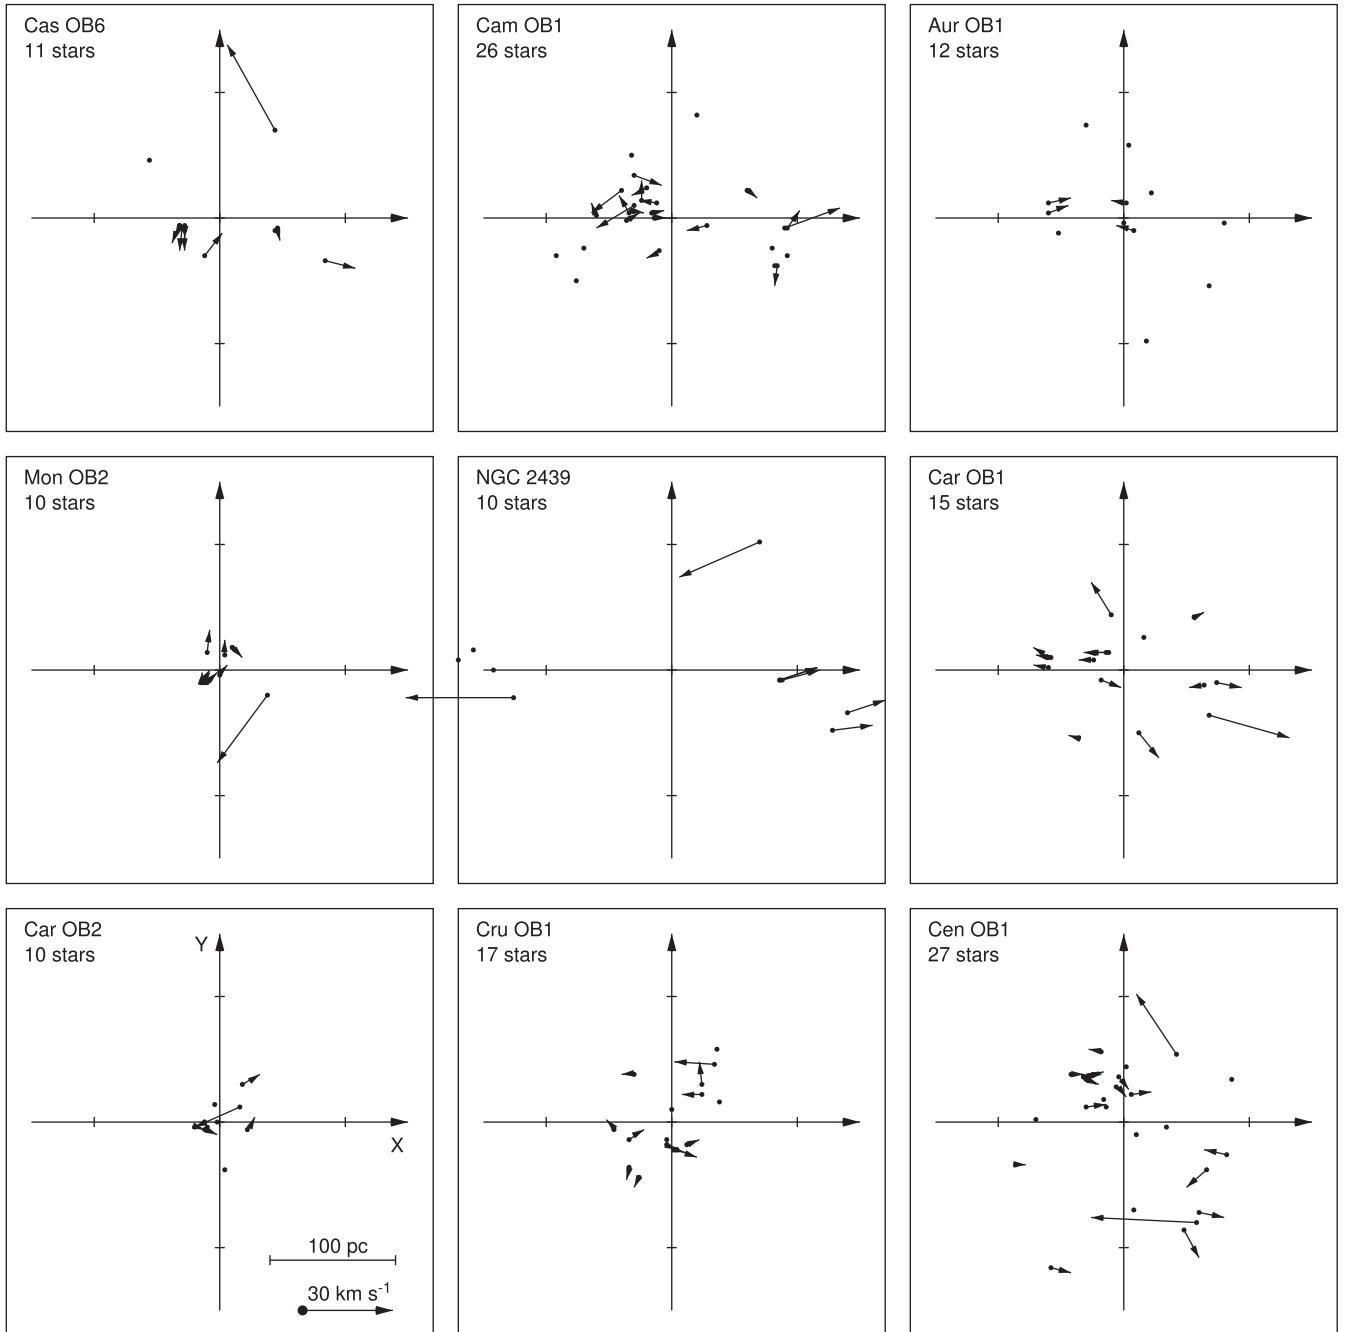 Cas OB6
11 stars
Cam OB1
26 stars
Aur OB1
12 stars
Mon OB2
10 stars
NGC 2439
10 stars
Car OB1
15 stars
Car OB2
10 stars
Y
X
100 pc
30 km s⁻¹
Cru OB1
17 stars
Cen OB1
27 stars